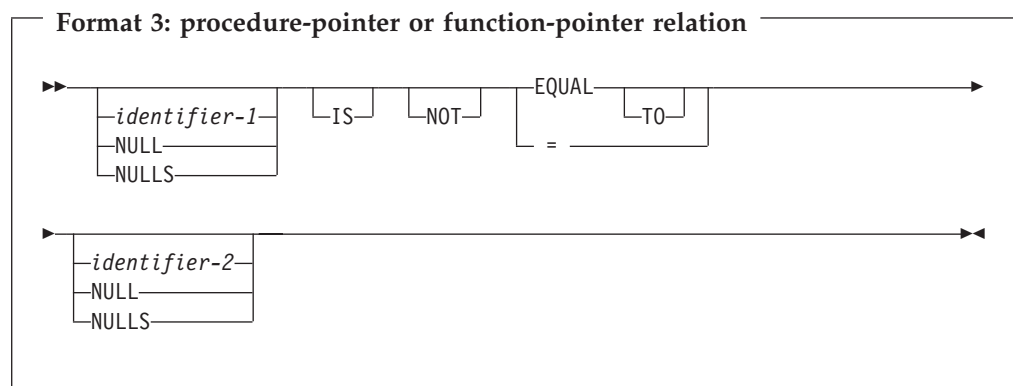 Format 3: procedure-pointer or function-pointer relation
EQUAL
identifier-1 IS NOT TO
NULL =
NULLS
identifier-2
NULL
NULLS